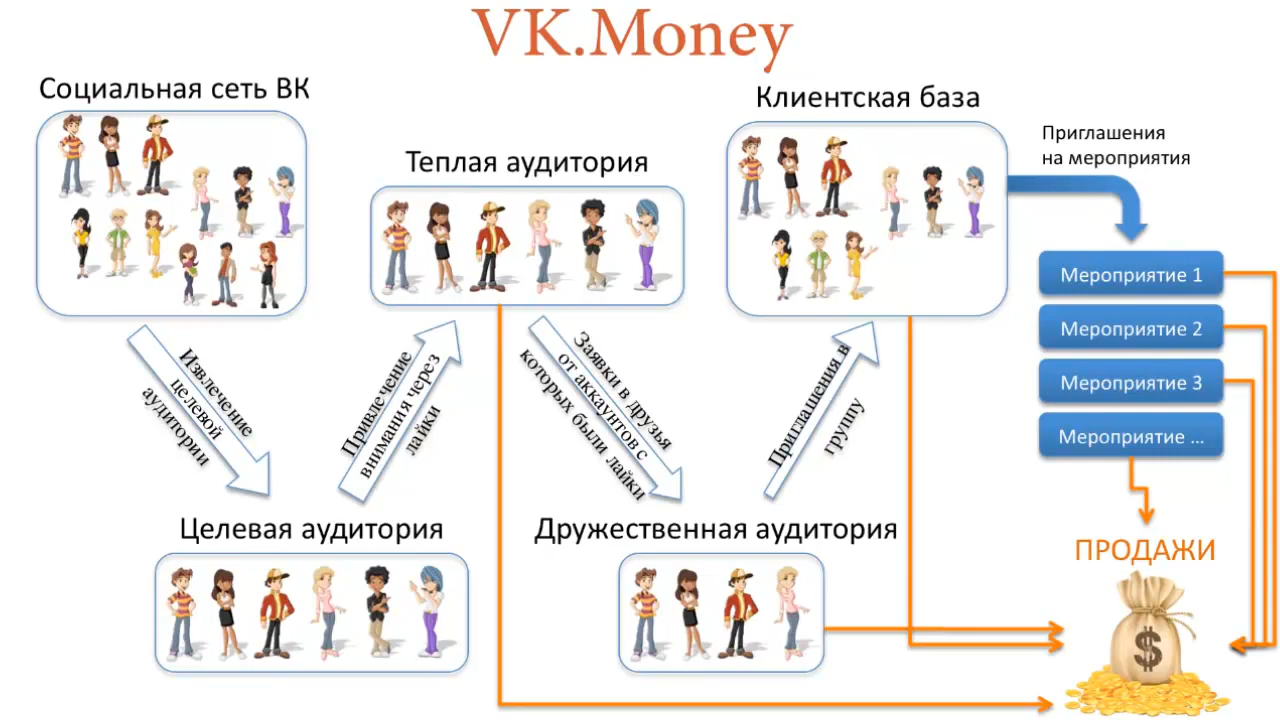 VK.Money
Социальная сеть ВК
Теплая аудитория
Клиентская база
Приглашения
на мероприятия
Мероприятие 1
Мероприятие 2
Мероприятие 3
Мероприятие ...
Извлечение
целевой
аудитории
Привлечение
внимания через
лайки
Заявки в друзья
от аккаунтов с
которых были лайки
Приглашения в
группу
Целевая аудитория
Дружественная аудитория
ПРОДАЖИ
$